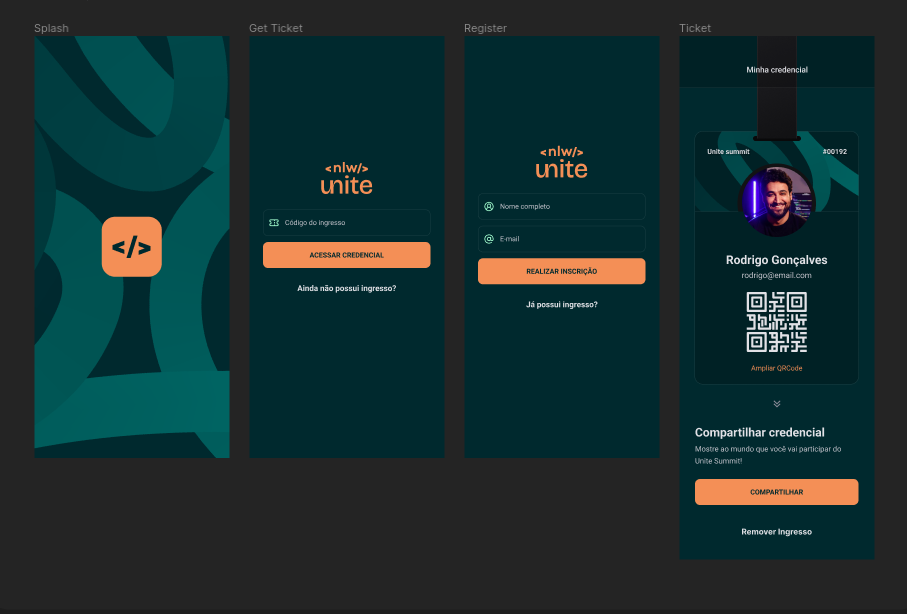 Splash
</>
Get Ticket
<nlw/>
unite
Código do ingresso
ACESSAR CREDENCIAL
Ainda não possui ingresso?
Register
<nlw/>
unite
Nome completo
E-mail
REALIZAR INSCRIÇÃO
Já possui ingresso?
Ticket
Minha credencial
Unite summit
#00192
Rodrigo Gonçalves
rodrigo@email.com
Ampliar QRCode
Compartilhar credencial
Mostre ao mundo que você vai participar do
Unite Summit!
COMPARTILHAR
Remover Ingresso